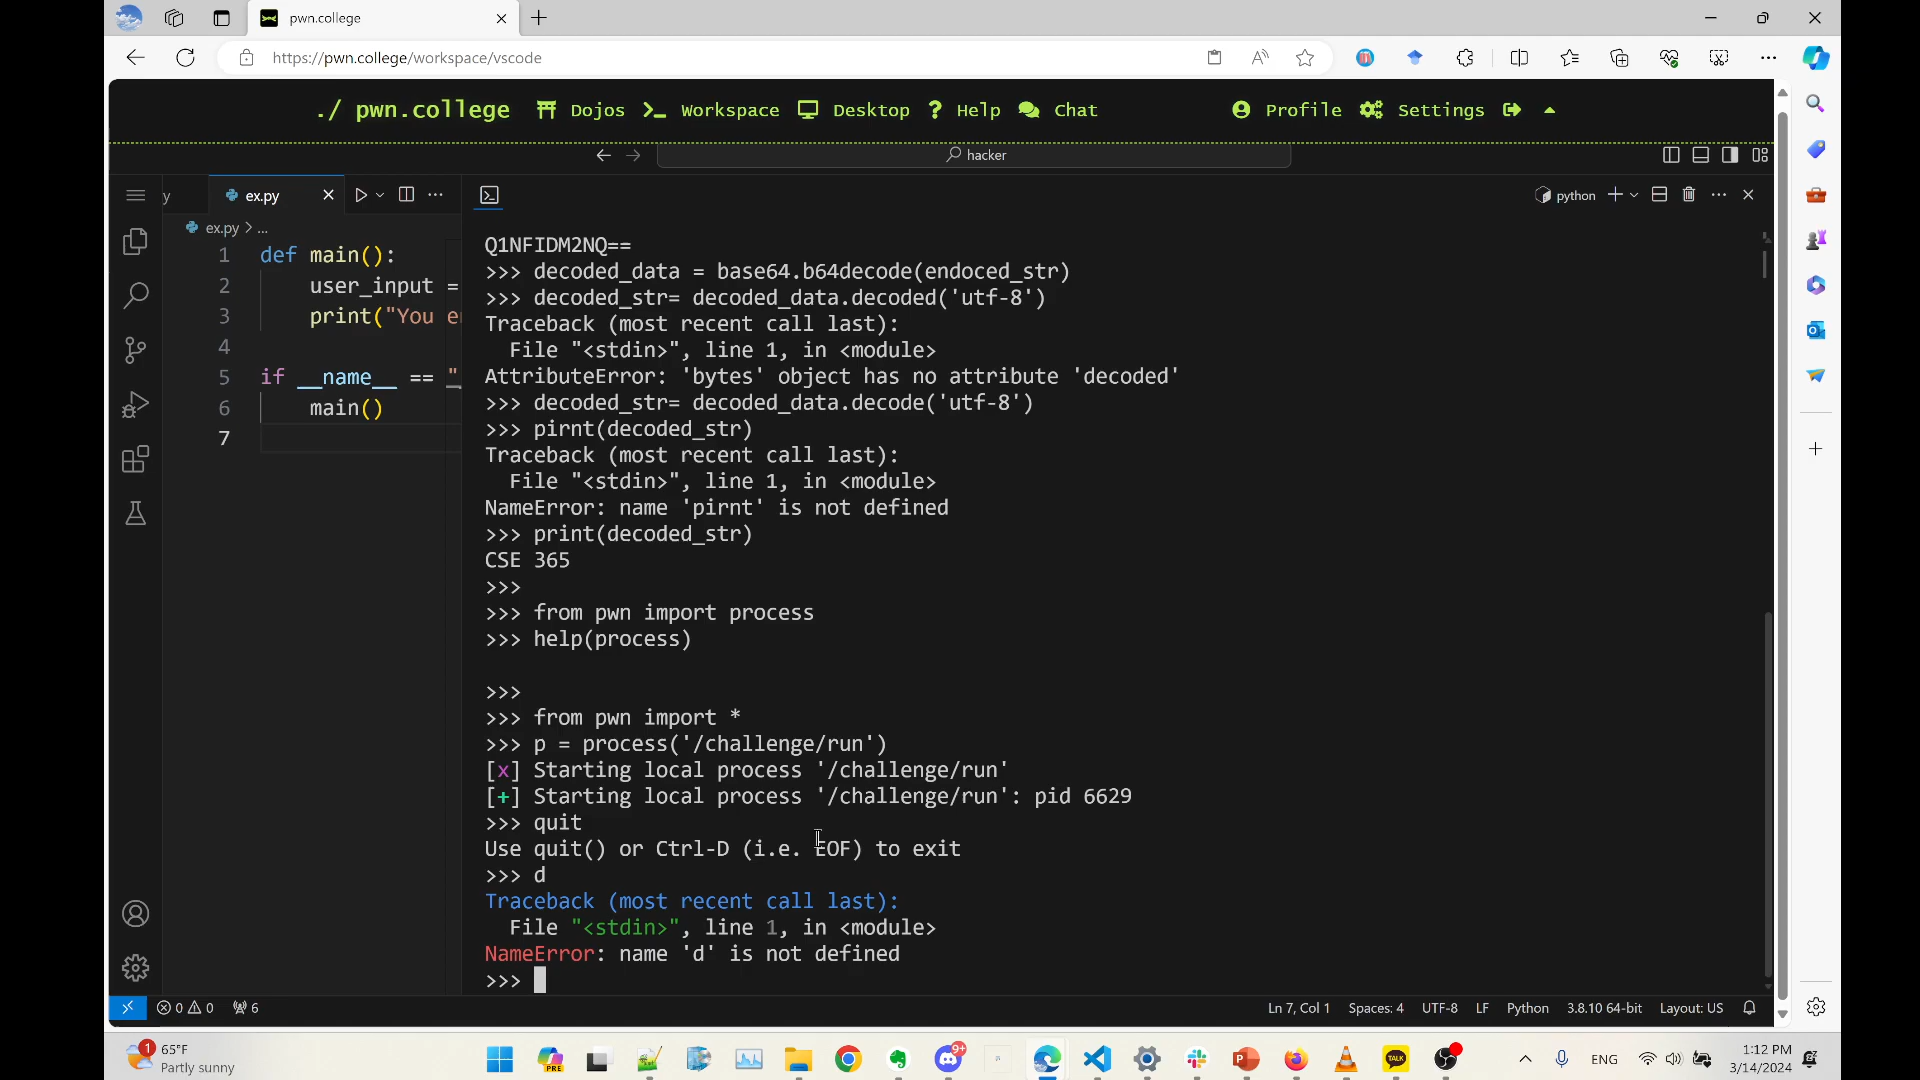 pwn.college
https://pwn.college/workspace/vscode
./ pwn.college Dojos Workspace Desktop ? Help Chat Profile Settings
hacker
y ex.py python
ex.py > ...
1 def main():
2 user_input =
3 print("You e
4
5 if __name__ == "_
6 main()
7
Q1NFIDM2NQ==
>>> decoded_data = base64.b64decode(endoced_str)
>>> decoded_str= decoded_data.decoded('utf-8')
Traceback (most recent call last):
File "<stdin>", line 1, in <module>
AttributeError: 'bytes' object has no attribute 'decoded'
>>> decoded_str= decoded_data.decode('utf-8')
>>> pirnt(decoded_str)
Traceback (most recent call last):
File "<stdin>", line 1, in <module>
NameError: name 'pirnt' is not defined
>>> print(decoded_str)
CSE 365
>>>
>>> from pwn import process
>>> help(process)
>>>
>>> from pwn import *
>>> p = process('/challenge/run')
[x] Starting local process '/challenge/run'
[+] Starting local process '/challenge/run': pid 6629
>>> quit
Use quit() or Ctrl-D (i.e. EOF) to exit
>>> d
Traceback (most recent call last):
File "<stdin>", line 1, in <module>
NameError: name 'd' is not defined
>>>
0 0 6 Ln 7, Col 1 Spaces: 4 UTF-8 LF Python 3.8.10 64-bit Layout: US
1 65°F
Partly sunny
PRE
9+
TALK
ENG
1:12 PM
3/14/2024